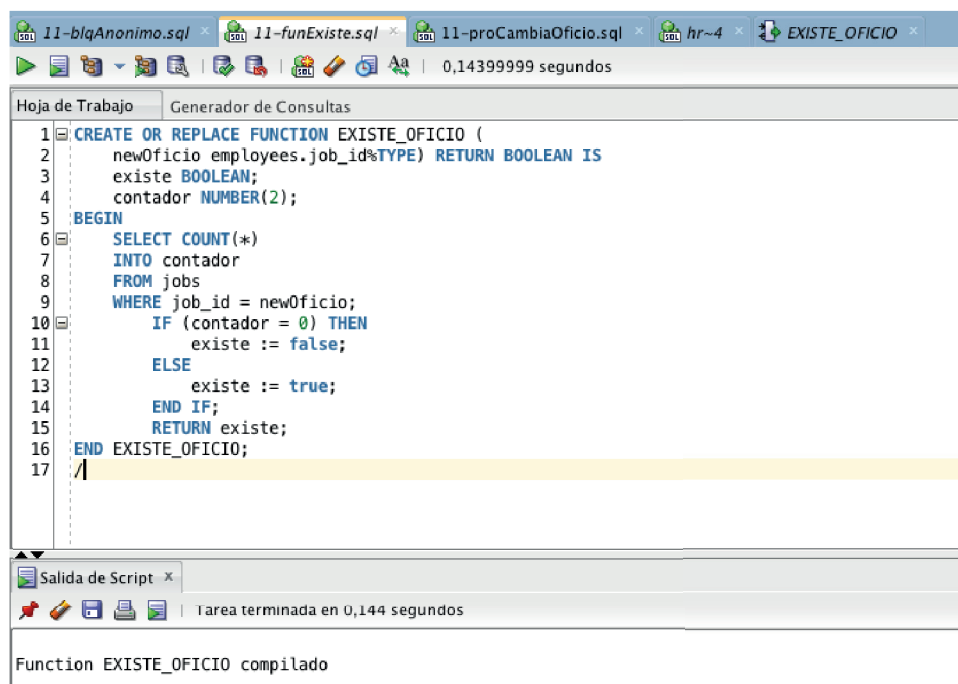 11-blqAnonimo.sql × 11-funExiste.sql × 11-proCambiaOficio.sql × hr~4 × EXISTE_OFICIO ×
0,14399999 segundos
Hoja de Trabajo Generador de Consultas
1 CREATE OR REPLACE FUNCTION EXISTE_OFICIO (
2 newOficio employees.job_id%TYPE) RETURN BOOLEAN IS
3 existe BOOLEAN;
4 contador NUMBER(2);
5 BEGIN
6 SELECT COUNT(*)
7 INTO contador
8 FROM jobs
9 WHERE job_id = newOficio;
10 IF (contador = 0) THEN
11 existe := false;
12 ELSE
13 existe := true;
14 END IF;
15 RETURN existe;
16 END EXISTE_OFICIO;
17 /
Salida de Script ×
Tarea terminada en 0,144 segundos
Function EXISTE_OFICIO compilado